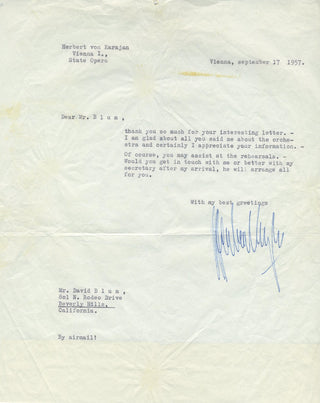 Herbert von Karajan
Vienna I.,
State Opera
Vienna, september 17 1957.
Dear Mr. B l u m ,
thank you so much for your interesting letter. -
I am glad about all you said me about the orche-
stra and certainly I appreciate your information. -
Of course, you may assist at the rehearsals. -
Would you get in touch with me or better with my
secretary after my arrival, he will arrange all
for you.
With my best greetings
Mr. David B l u m ,
801 N. Rodeo Drive
Beverly Hills,
California.
By airmail!